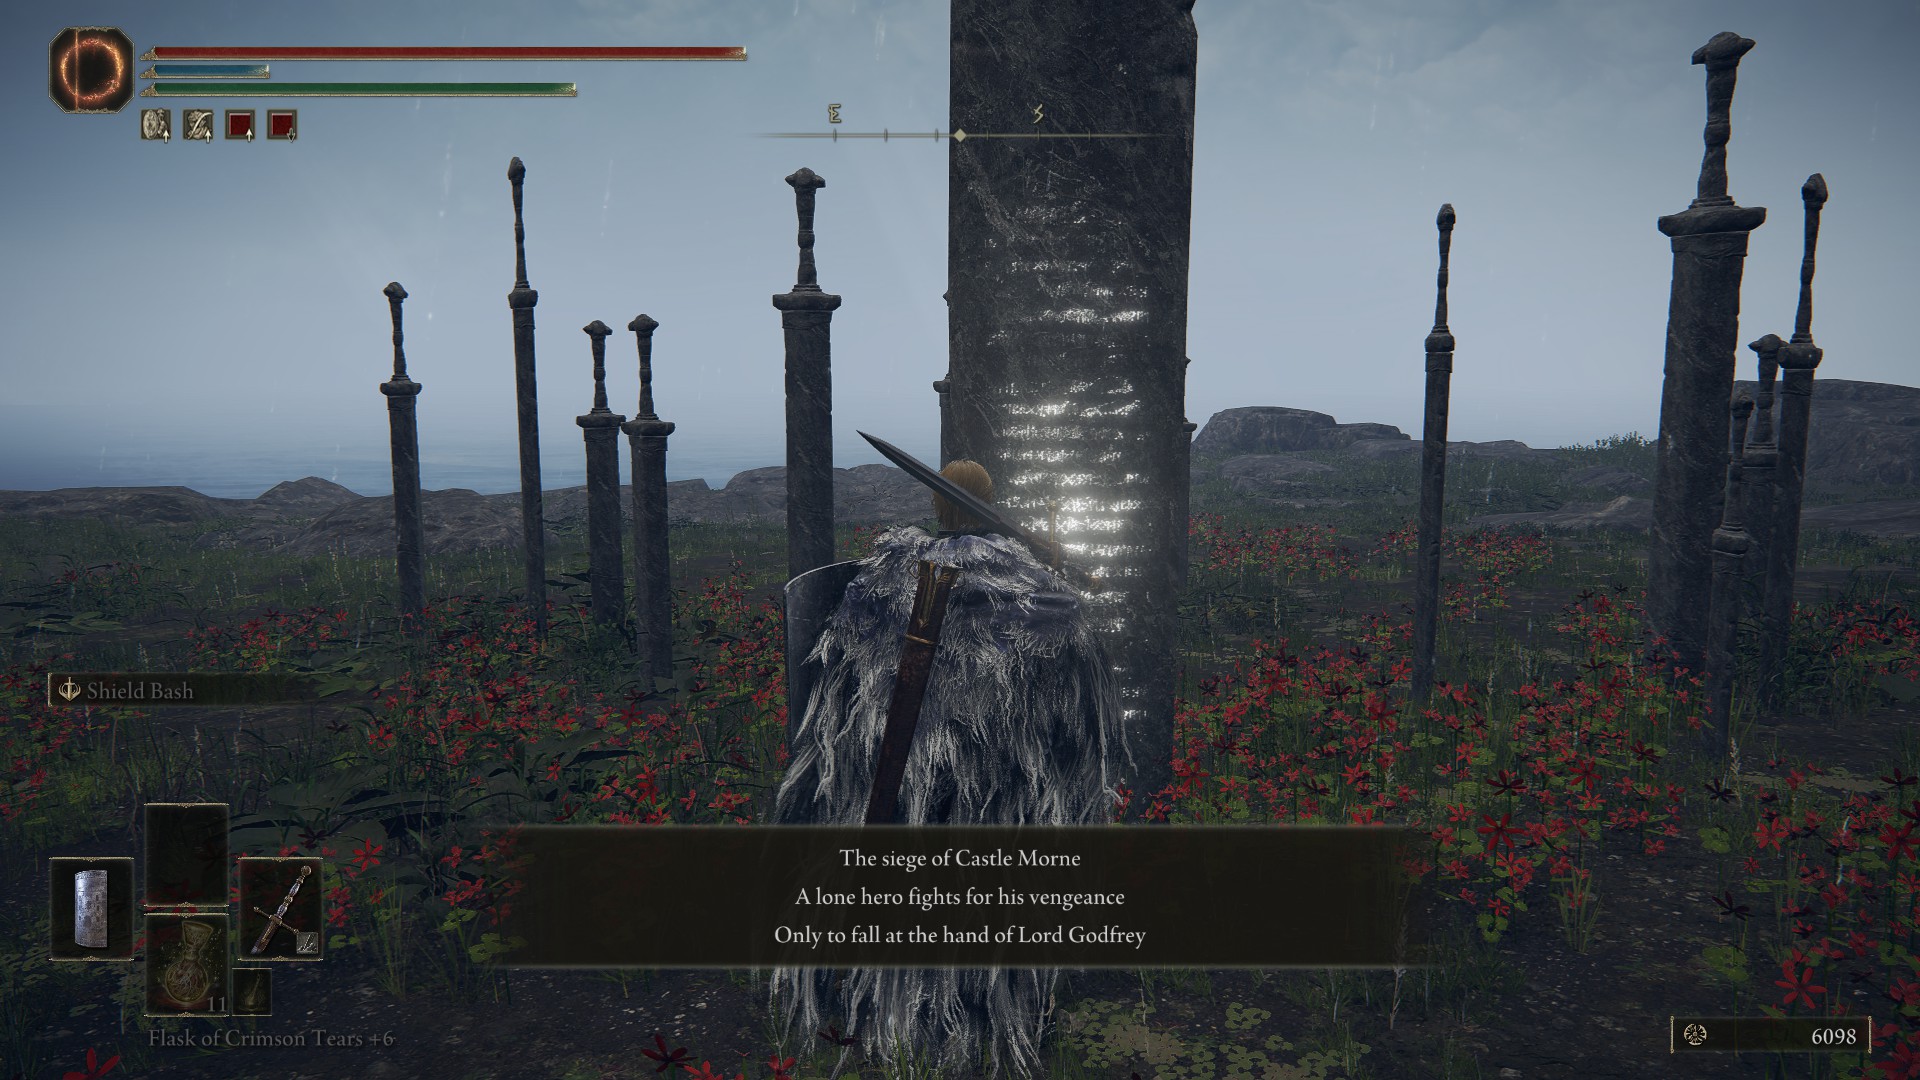 E
S
Shield Bash
The siege of Castle Morne
A lone hero fights for his vengeance
Only to fall at the hand of Lord Godfrey
11
Flask of Crimson Tears +6
6098